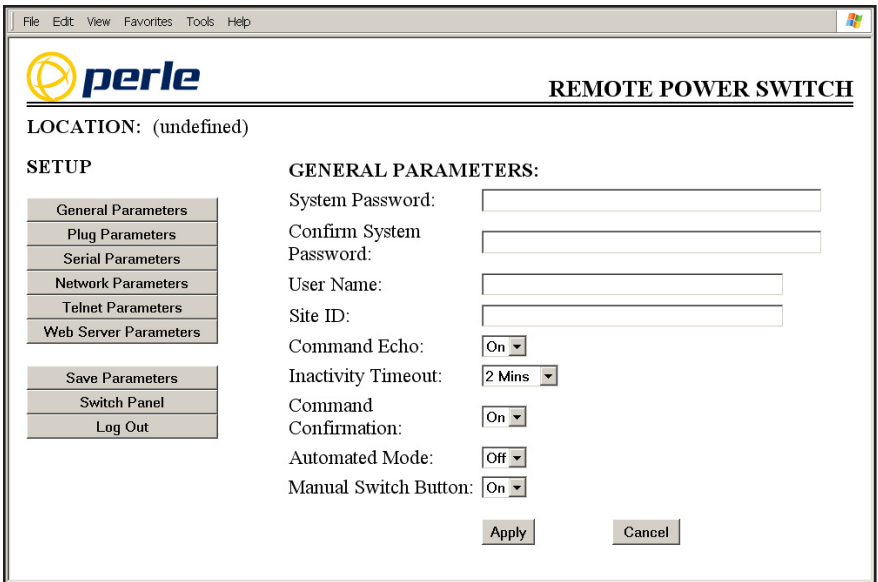 File Edit View Favorites Tools Help
perle
REMOTE POWER SWITCH
LOCATION: (undefined)
SETUP
General Parameters
Plug Parameters
Serial Parameters
Network Parameters
Telnet Parameters
Web Server Parameters
Save Parameters
Switch Panel
Log Out
GENERAL PARAMETERS:
System Password:
Confirm System
Password:
User Name:
Site ID:
Command Echo: On
Inactivity Timeout: 2 Mins
Command
Confirmation: On
Automated Mode: Off
Manual Switch Button: On
Apply Cancel